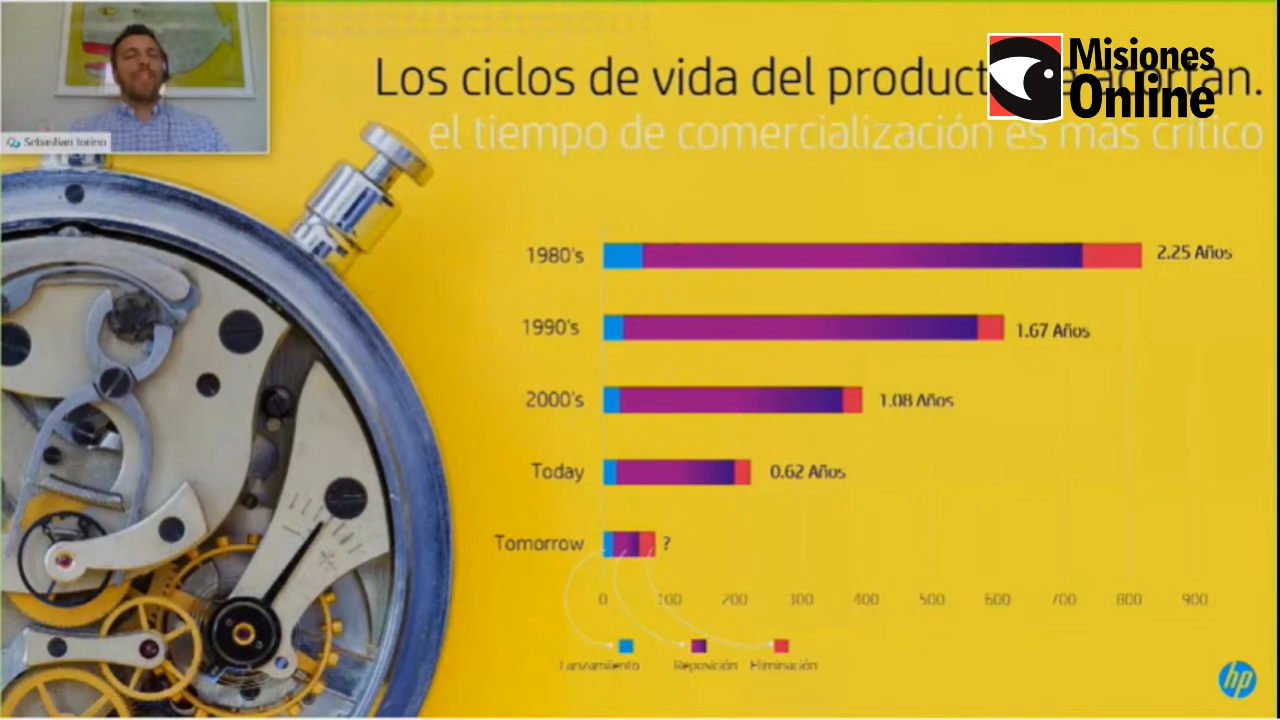 Sebastian Torino
Misiones
Online
Los ciclos de vida del product
el tiempo de comercialización es más crítico
1980's
2.25 Años
1990's
1.67 Años
2000's
1.08 Años
Today
0.62 Años
Tomorrow
?
0 100 200 300 400 500 600 700 800 900
Lanzamiento Reposición Eliminación
hp